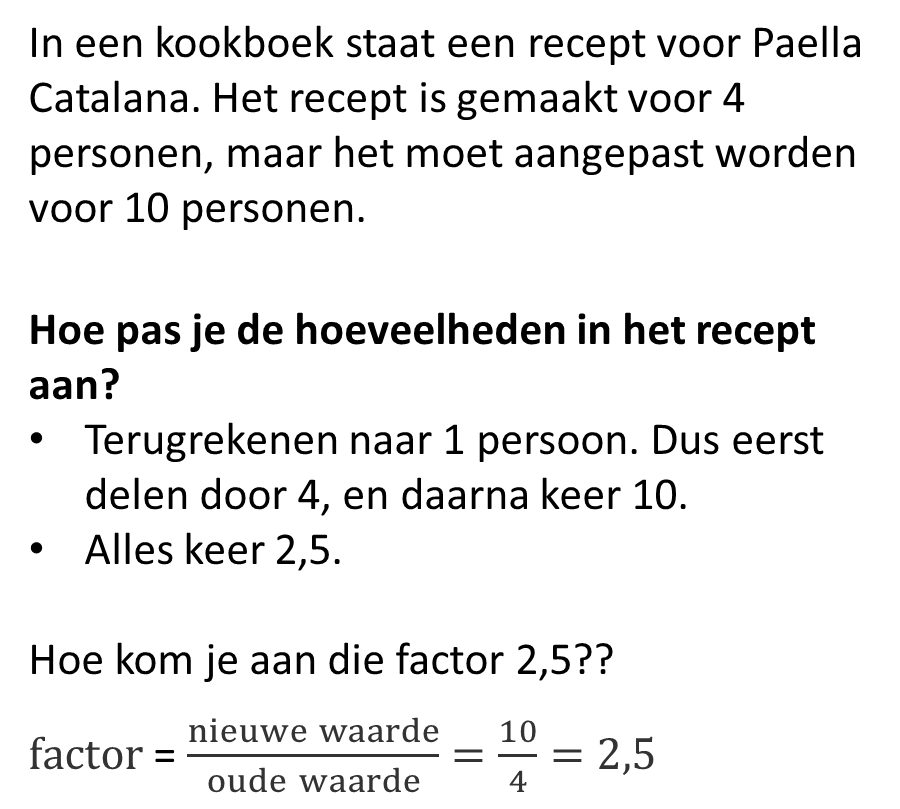 In een kookboek staat een recept voor Paella
Catalana. Het recept is gemaakt voor 4
personen, maar het moet aangepast worden
voor 10 personen.
Hoe pas je de hoeveelheden in het recept
aan?
• Terugrekenen naar 1 persoon. Dus eerst
delen door 4, en daarna keer 10.
• Alles keer 2,5.
Hoe kom je aan die factor 2,5??
factor = nieuwe waarde / oude waarde = 10 / 4 = 2,5